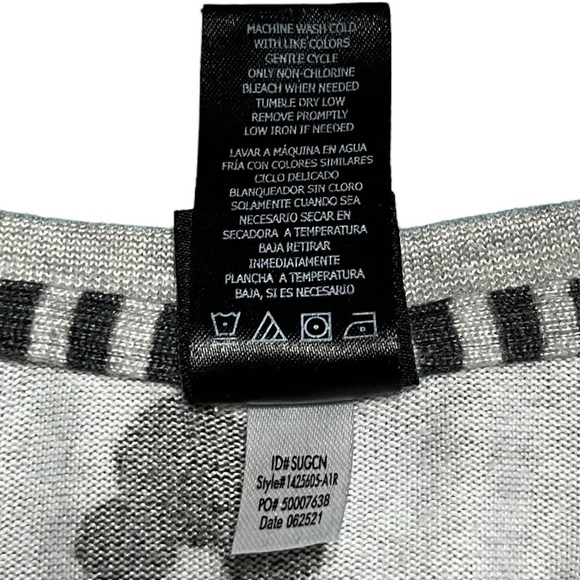 MACHINE WASH COLD
WITH LIKE COLORS
GENTLE CYCLE
ONLY NON-CHLORINE
BLEACH WHEN NEEDED
TUMBLE DRY LOW
REMOVE PROMPTLY
LOW IRON IF NEEDED
LAVAR A MÁQUINA EN AGUA
FRÍA CON COLORES SIMILARES
CICLO DELICADO
BLANQUEADOR SIN CLORO
SOLAMENTE CUANDO SEA
NECESARIO SECAR EN
SECADORA A TEMPERATURA
BAJA RETIRAR
INMEDIATAMENTE
PLANCHA A TEMPERATURA
BAJA, SI ES NECESARIO
ID# SUGCN
Style#1425605-A1R
PO# 50007638
Date 062521